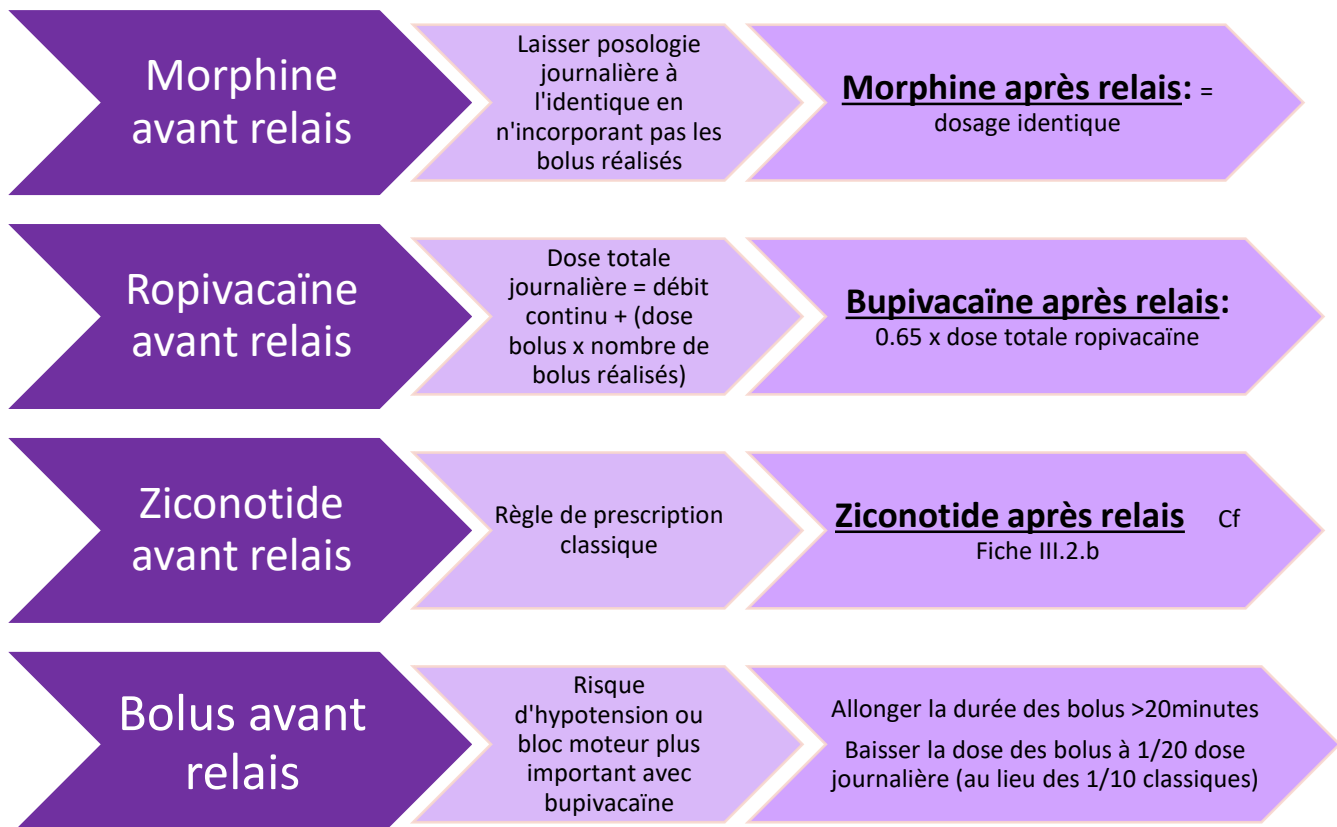 Morphine
avant relais
Laisser posologie
journalière à
l'identique en
n'incorporant pas les
bolus réalisés
Morphine après relais: =
dosage identique
Ropivacaïne
avant relais
Dose totale
journalière = débit
continu + (dose
bolus x nombre de
bolus réalisés)
Bupivacaïne après relais:
0.65 x dose totale ropivacaïne
Ziconotide
avant relais
Règle de prescription
classique
Ziconotide après relais Cf
Fiche III.2.b
Bolus avant
relais
Risque
d'hypotension ou
bloc moteur plus
important avec
bupivacaïne
Allonger la durée des bolus >20minutes
Baisser la dose des bolus à 1/20 dose
journalière (au lieu des 1/10 classiques)